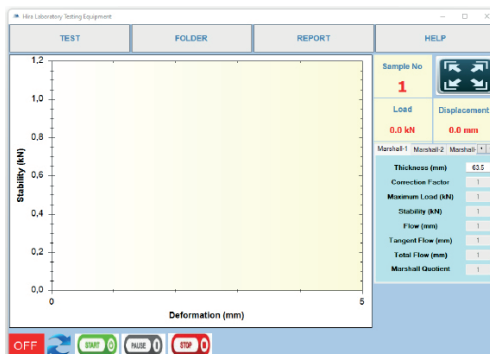 Hira Laboratory Testing Equipment
TEST FOLDER REPORT HELP
Sample No
1
Load Displacement
0.0 kN 0.0 mm
Marshall-1 Marshall-2 Marshall-
Thickness (mm) 63.5
Correction Factor 1
Maximum Load (kN) 1
Stability (kN) 1
Flow (mm) 1
Tangent Flow (mm) 1
Total Flow (mm) 1
Marshall Quotient 1
Stability (kN)
1,2
1,0
0,8
0,6
0,4
0,2
0,0
0 5
Deformation (mm)
OFF START PAUSE STOP